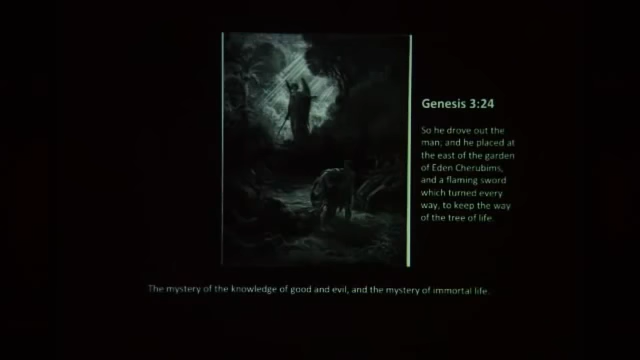 Genesis 3:24
So he drove out the
man; and he placed at
the east of the garden
of Eden Cherubims,
and a flaming sword
which turned every
way, to keep the way
of the tree of life.
The mystery of the knowledge of good and evil, and the mystery of immortal life.